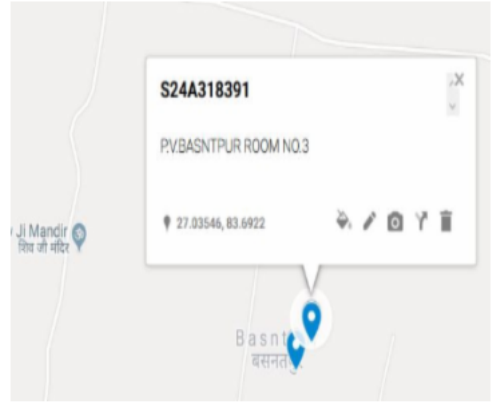 S24A318391
P.V.BASNTPUR ROOM NO.3
27.03546, 83.6922
Ji Mandir
शिव जी मंदिर
Basnt
बसनत